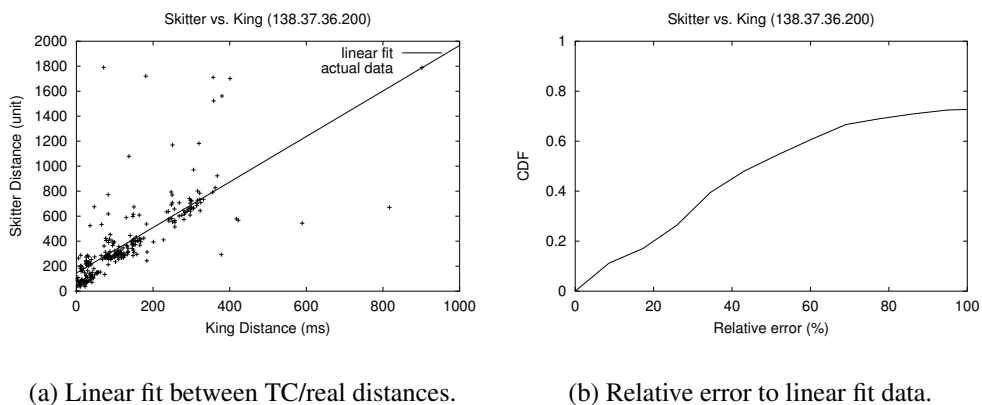 Skitter vs. King (138.37.36.200)
2000
1800
1600
1400
1200
1000
800
600
400
200
0
Skitter Distance (unit)
linear fit
actual data
0 200 400 600 800 1000
King Distance (ms)
(a) Linear fit between TC/real distances.
Skitter vs. King (138.37.36.200)
1
0.8
0.6
0.4
0.2
0
CDF
0 20 40 60 80 100
Relative error (%)
(b) Relative error to linear fit data.